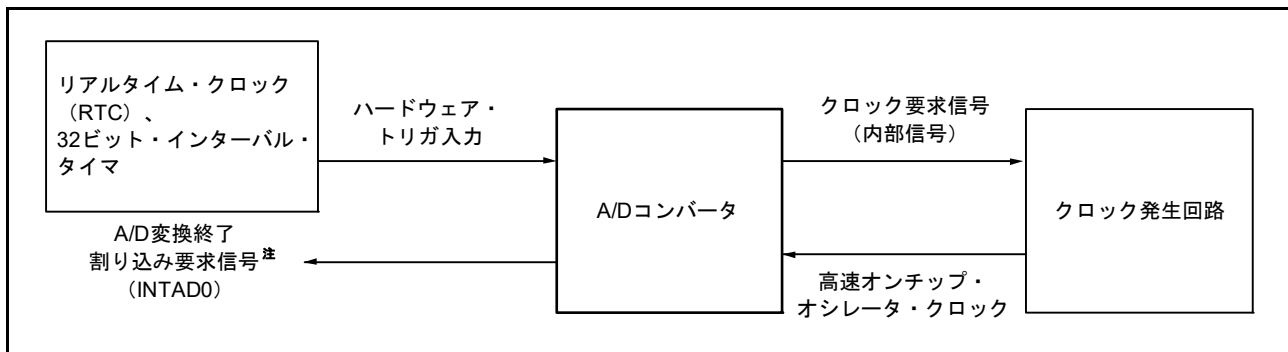 リアルタイム・クロック
（RTC）、
32ビット・インターバル・
タイマ
ハードウェア・
トリガ入力
A/Dコンバータ
クロック要求信号
（内部信号）
クロック発生回路
A/D変換終了
割り込み要求信号注
（INTAD0）
高速オンチップ・
オシレータ・クロック